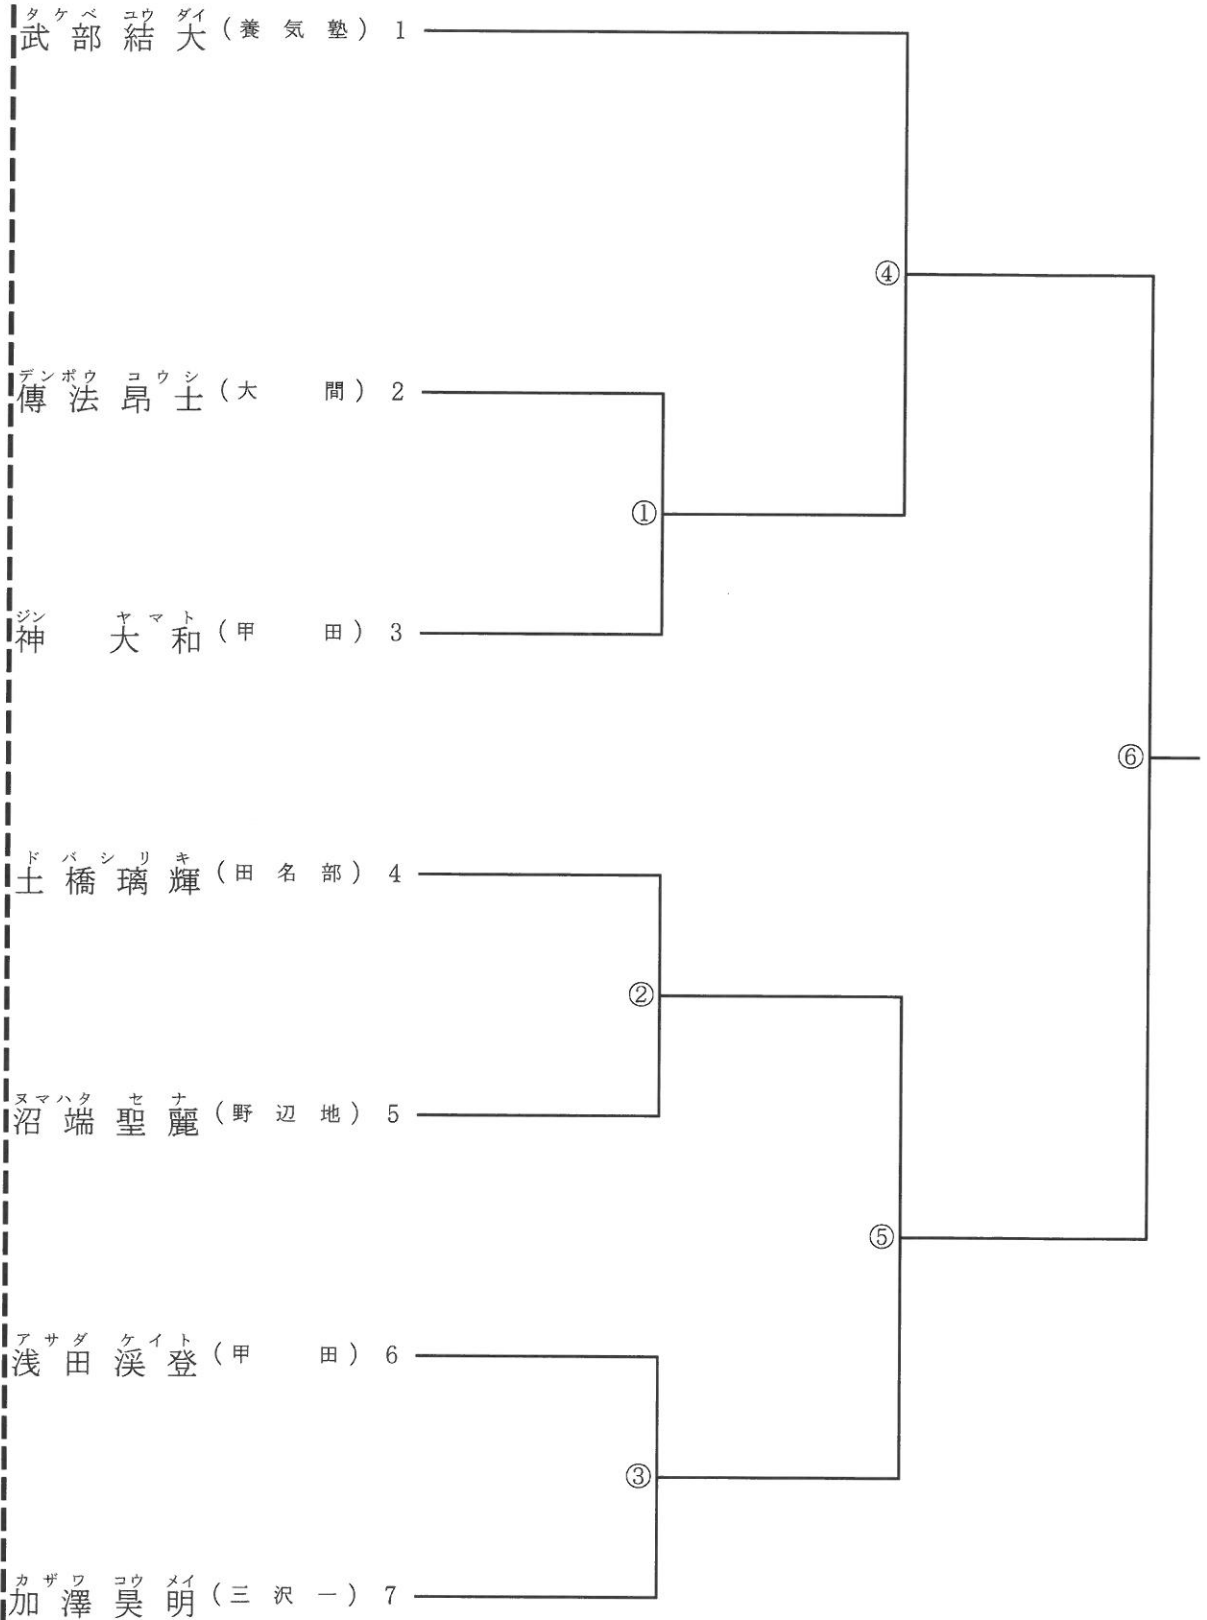 タケベ ユウ ダイ
武部結大(養気塾) 1
④
デンポウ コウシ
傳法昂士(大間) 2
①
ジン ヤマト
神 大和(甲田) 3
⑥
ドバシリキ
土橋璃輝(田名部) 4
②
ヌマハタ セナ
沼端聖麗(野辺地) 5
⑤
アサダ ケイト
浅田渓登(甲田) 6
③
カザワ コウ メイ
加澤昊明(三沢一) 7